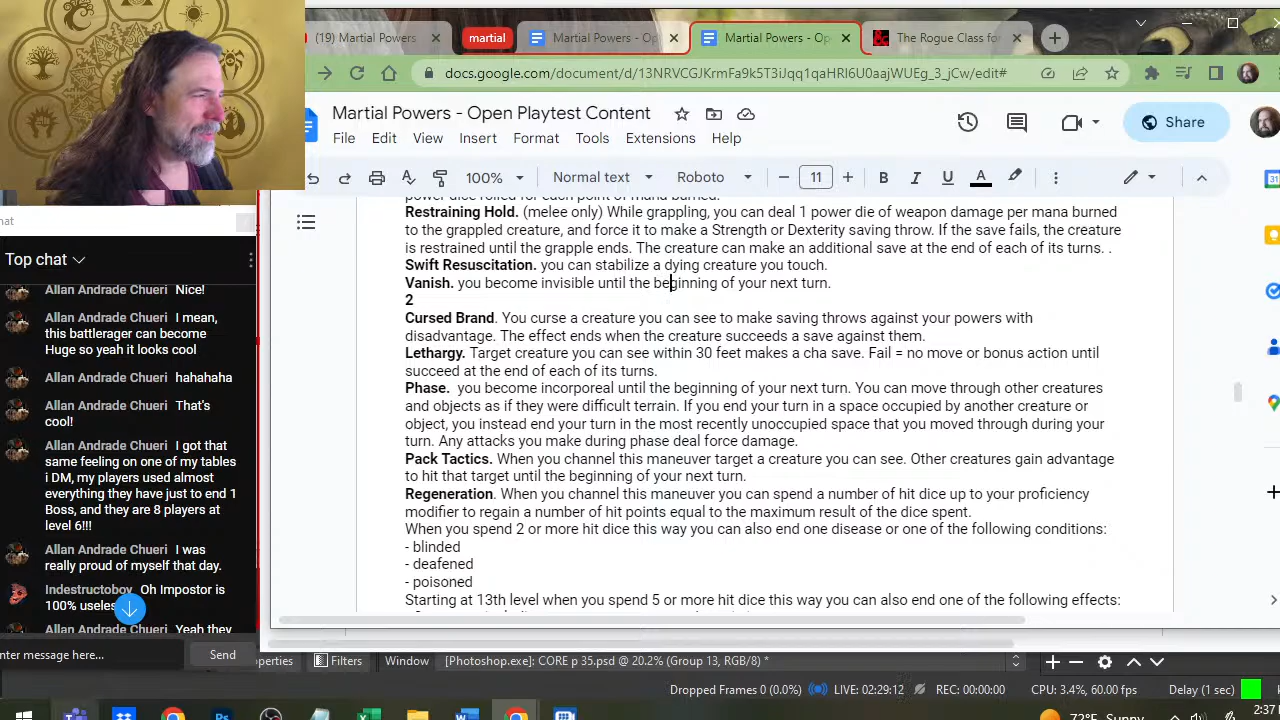 (19) Martial Powers
martial
Martial Powers - Op
Martial Powers - Op
The Rogue Class for
docs.google.com/document/d/13NRVCGJKrmFa9k5T3iJqq1qaHRI6U0aajWUEg_3_jCw/edit#
Martial Powers - Open Playtest Content
File Edit View Insert Format Tools Extensions Help
Share
100% Normal text Roboto 11 B I U A
Restraining Hold. (melee only) While grappling, you can deal 1 power die of weapon damage per mana burned
to the grappled creature, and force it to make a Strength or Dexterity saving throw. If the save fails, the creature
is restrained until the grapple ends. The creature can make an additional save at the end of each of its turns. .
Swift Resuscitation. you can stabilize a dying creature you touch.
Vanish. you become invisible until the beginning of your next turn.
2
Cursed Brand. You curse a creature you can see to make saving throws against your powers with
disadvantage. The effect ends when the creature succeeds a save against them.
Lethargy. Target creature you can see within 30 feet makes a cha save. Fail = no move or bonus action until
succeed at the end of each of its turns.
Phase. you become incorporeal until the beginning of your next turn. You can move through other creatures
and objects as if they were difficult terrain. If you end your turn in a space occupied by another creature or
object, you instead end your turn in the most recently unoccupied space that you moved through during your
turn. Any attacks you make during phase deal force damage.
Pack Tactics. When you channel this maneuver target a creature you can see. Other creatures gain advantage
to hit that target until the beginning of your next turn.
Regeneration. When you channel this maneuver you can spend a number of hit dice up to your proficiency
modifier to regain a number of hit points equal to the maximum result of the dice spent.
When you spend 2 or more hit dice this way you can also end one disease or one of the following conditions:
- blinded
- deafened
- poisoned
Starting at 13th level when you spend 5 or more hit dice this way you can also end one of the following effects:
hat
Top chat
Allan Andrade Chueri Nice!
Allan Andrade Chueri I mean,
this battlerager can become
Huge so yeah it looks cool
Allan Andrade Chueri hahahaha
Allan Andrade Chueri That's
cool!
Allan Andrade Chueri I got that
same feeling on one of my tables
i DM, my players used almost
everything they have just to end 1
Boss, and they are 8 players at
level 6!!!
Allan Andrade Chueri I was
really proud of myself that day.
Indestructoboy Oh Impostor is
100% useles
Allan Andrade Chueri Yeah they
nter message here...
Send
operties Filters Window [Photoshop.exe]: CORE p 35.psd @ 20.2% (Group 13, RGB/8) *
Dropped Frames 0 (0.0%) LIVE: 02:29:12 REC: 00:00:00 CPU: 3.4%, 60.00 fps Delay (1 sec)
72°F Sunny 2:37